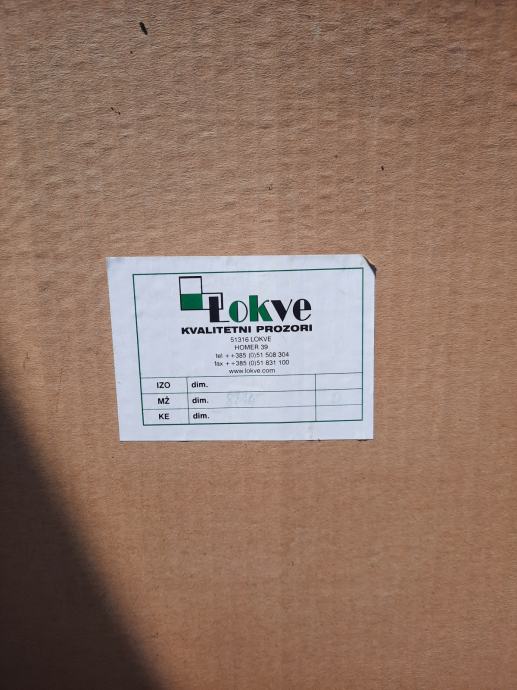 Lokve
KVALITETNI PROZORI
51316 LOKVE
HOMER 39
tel ++385 (0)51 508 304
fax ++385 (0)51 831 100
www.lokve.com
IZO dim.
MŽ dim.
KE dim.